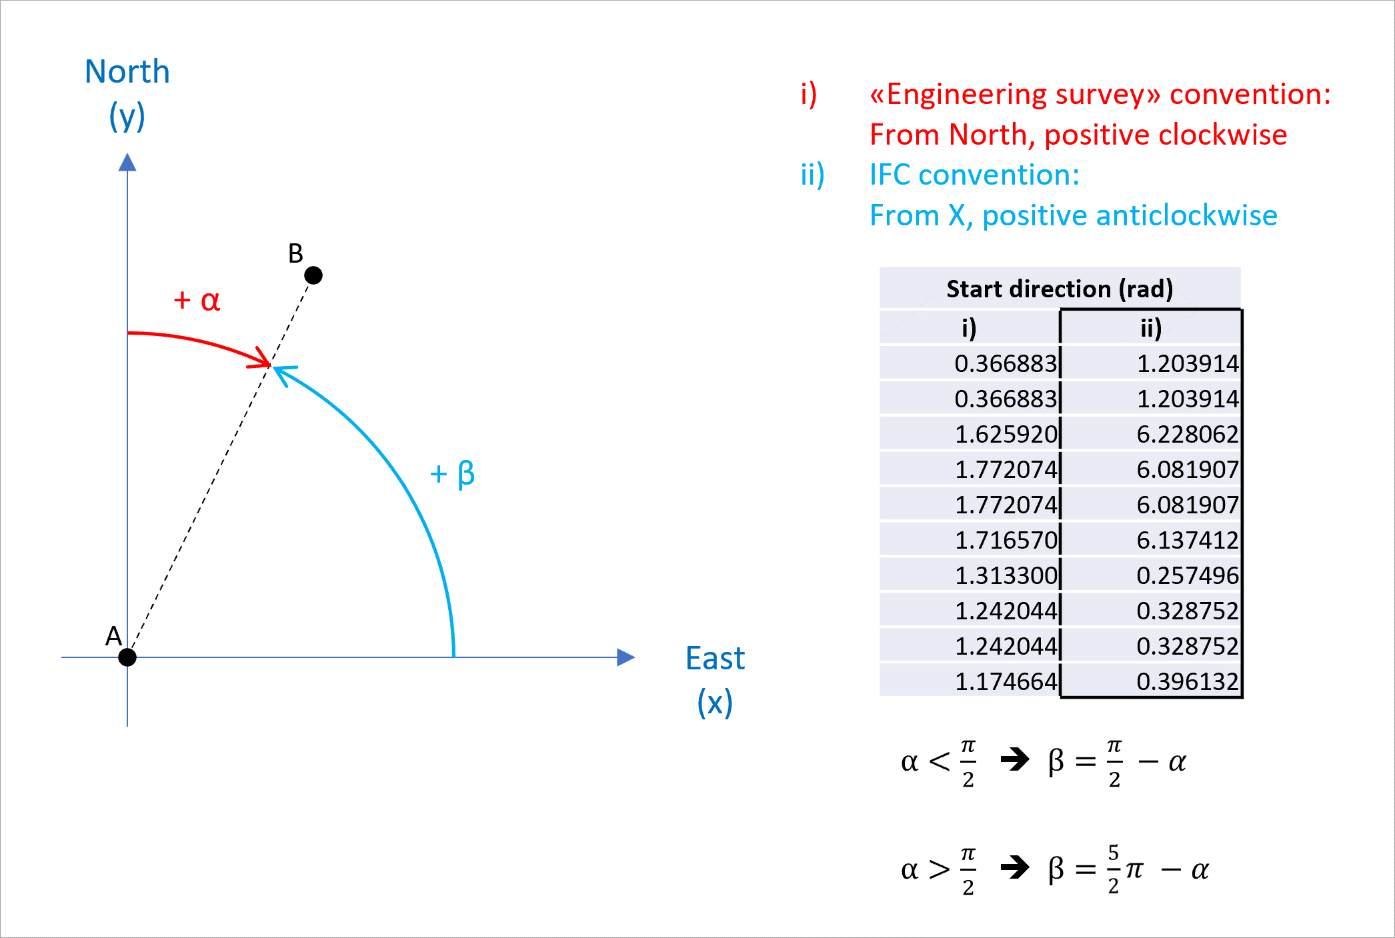 North
(y)
B
+ α
+ β
A
East
(x)
i) «Engineering survey» convention:
From North, positive clockwise
ii) IFC convention:
From X, positive anticlockwise
Start direction (rad)
i) ii)
0.366883 1.203914
0.366883 1.203914
1.625920 6.228062
1.772074 6.081907
1.772074 6.081907
1.716570 6.137412
1.313300 0.257496
1.242044 0.328752
1.242044 0.328752
1.174664 0.396132
α < π/2 ➔ β = π/2 − α
α > π/2 ➔ β = 5/2 π − α